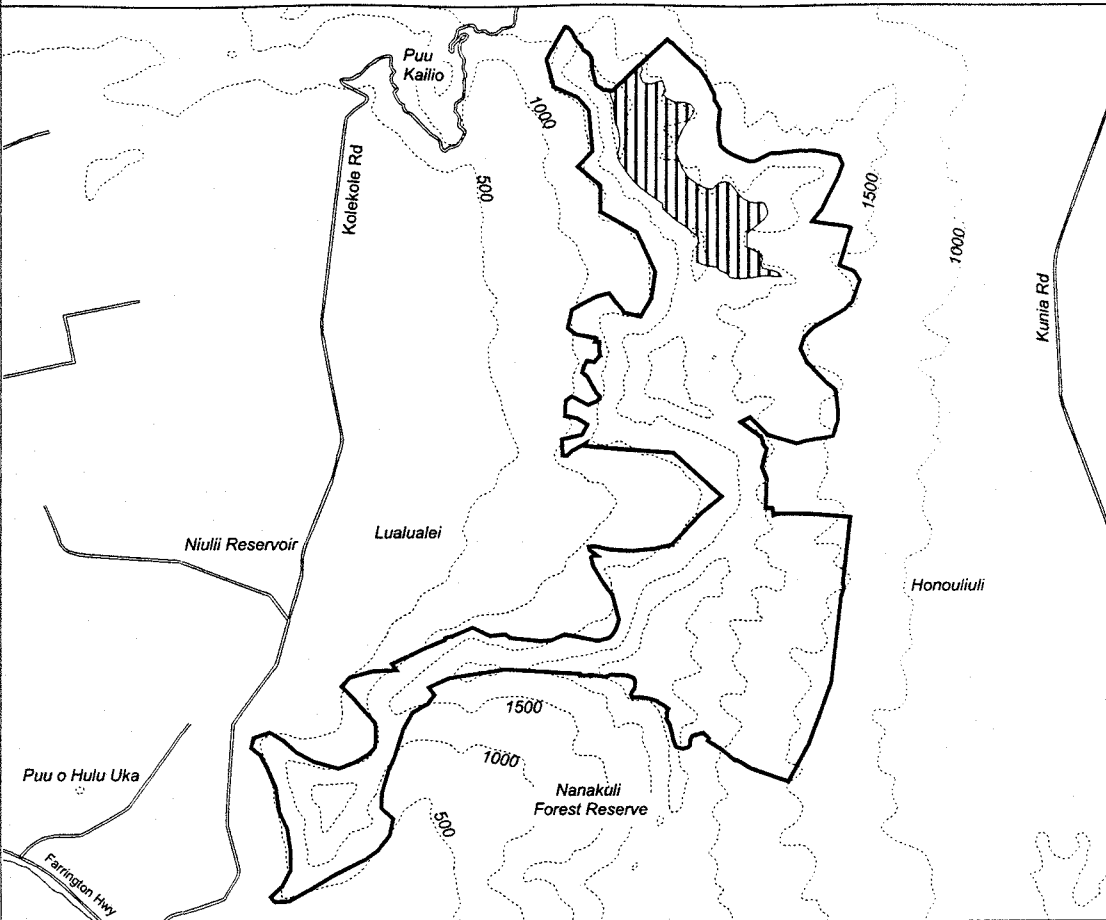 Puu
Kailio
1000
Kolekole Rd
500
1500
1000
Kunia Rd
Niulii Reservoir
Lualualei
Honouliuli
1500
1000
Puu o Hulu Uka
Nanakuli
Forest Reserve
500
Farrington Hwy